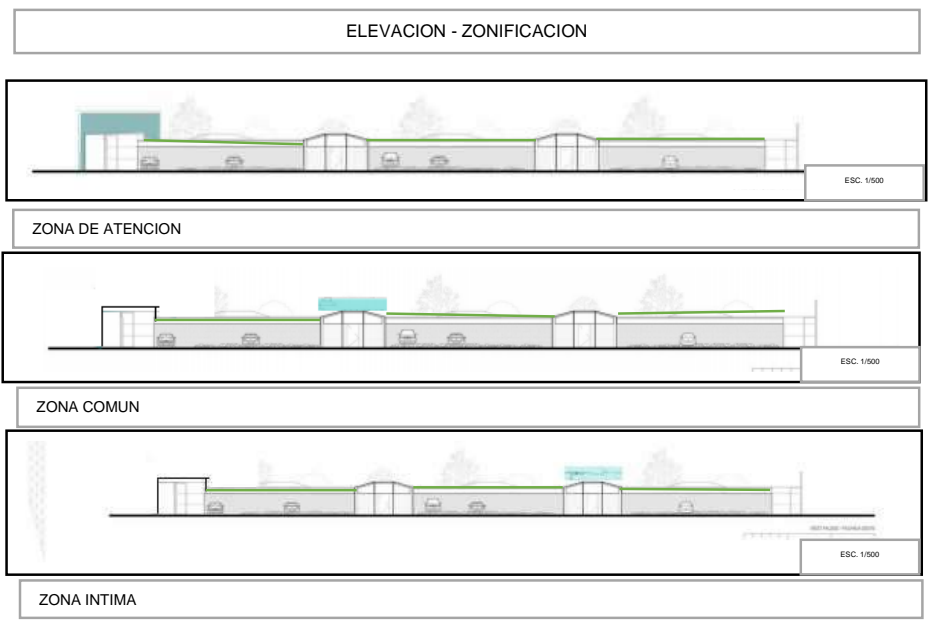 ELEVACION - ZONIFICACION
ESC. 1/500
ZONA DE ATENCION
ESC. 1/500
ZONA COMUN
ESC. 1/500
ZONA INTIMA